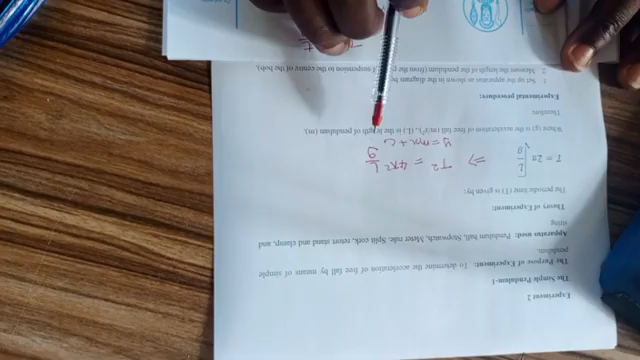 Experiment 2
The Simple Pendulum-1
The Purpose of Experiment: To determine the acceleration of free fall by means of simple
pendulum.
Apparatus used: Pendulum ball, Stopwatch, Meter rule, Split cork, retort stand and clamp, and
string
Theory of Experiment:
The periodic time (T) is given by:
T = 2π √(L/g) ⇒ T² = 4π² L/g
y = mx + c
Where (g) is the acceleration of free fall (m/s²), (L) is the length of pendulum (m),
Therefore:
Experimental procedure:
1. Set up the apparatus as shown in the diagram
2. Measure the length of the pendulum (from the of suspension to the centre of the bob),